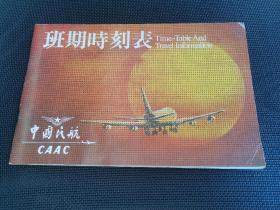 班期時刻表
Time-Table And
Travel Information
中国民航
CAAC